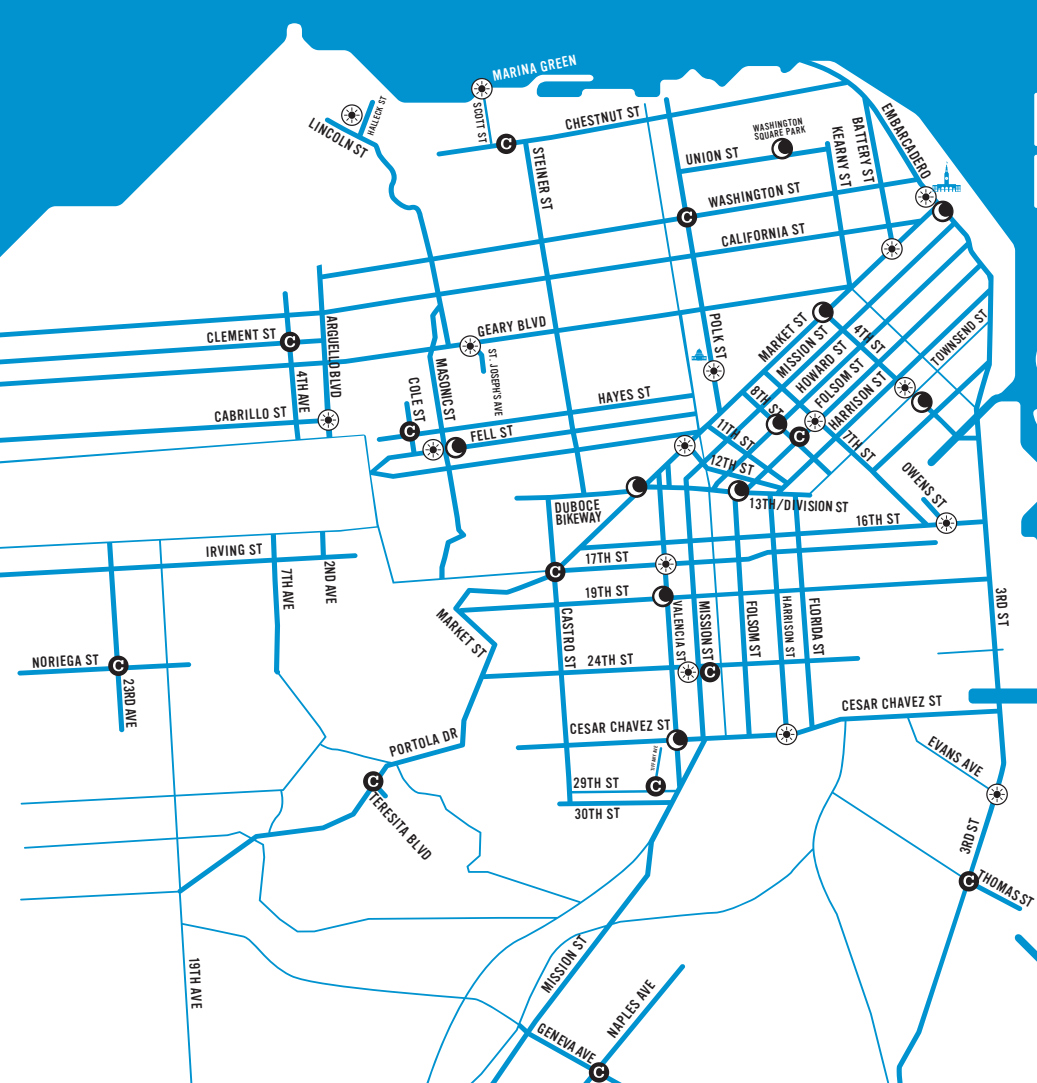 MARINA GREEN
SCOTT ST
HALLECK ST
LINCOLN ST
CHESTNUT ST
STEINER ST
WASHINGTON
SQUARE PARK
UNION ST
KEARNY ST
BATTERY ST
EMBARCADERO
WASHINGTON ST
CALIFORNIA ST
C
C
CLEMENT ST
C
ARGUELLO BLVD
4TH AVE
GEARY BLVD
ST. JOSEPH'S AVE
MASONIC ST
COLE ST
C
CABRILLO ST
HAYES ST
FELL ST
POLK ST
MARKET ST
MISSION ST
HOWARD ST
FOLSOM ST
HARRISON ST
4TH ST
TOWNSEND ST
8TH ST
C
7TH ST
11TH ST
12TH ST
13TH/DIVISION ST
OWENS ST
DUBOCE
BIKEWAY
16TH ST
17TH ST
C
19TH ST
IRVING ST
7TH AVE
2ND AVE
MARKET ST
CASTRO ST
VALENCIA ST
MISSION ST
FOLSOM ST
HARRISON ST
FLORIDA ST
3RD ST
NORIEGA ST
C
23RD AVE
24TH ST
C
CESAR CHAVEZ ST
CESAR CHAVEZ ST
PORTOLA DR
C
TERESITA BLVD
TIFFANY AVE
29TH ST
C
30TH ST
EVANS AVE
3RD ST
C
THOMAS ST
19TH AVE
MISSION ST
NAPLES AVE
GENEVA AVE
C